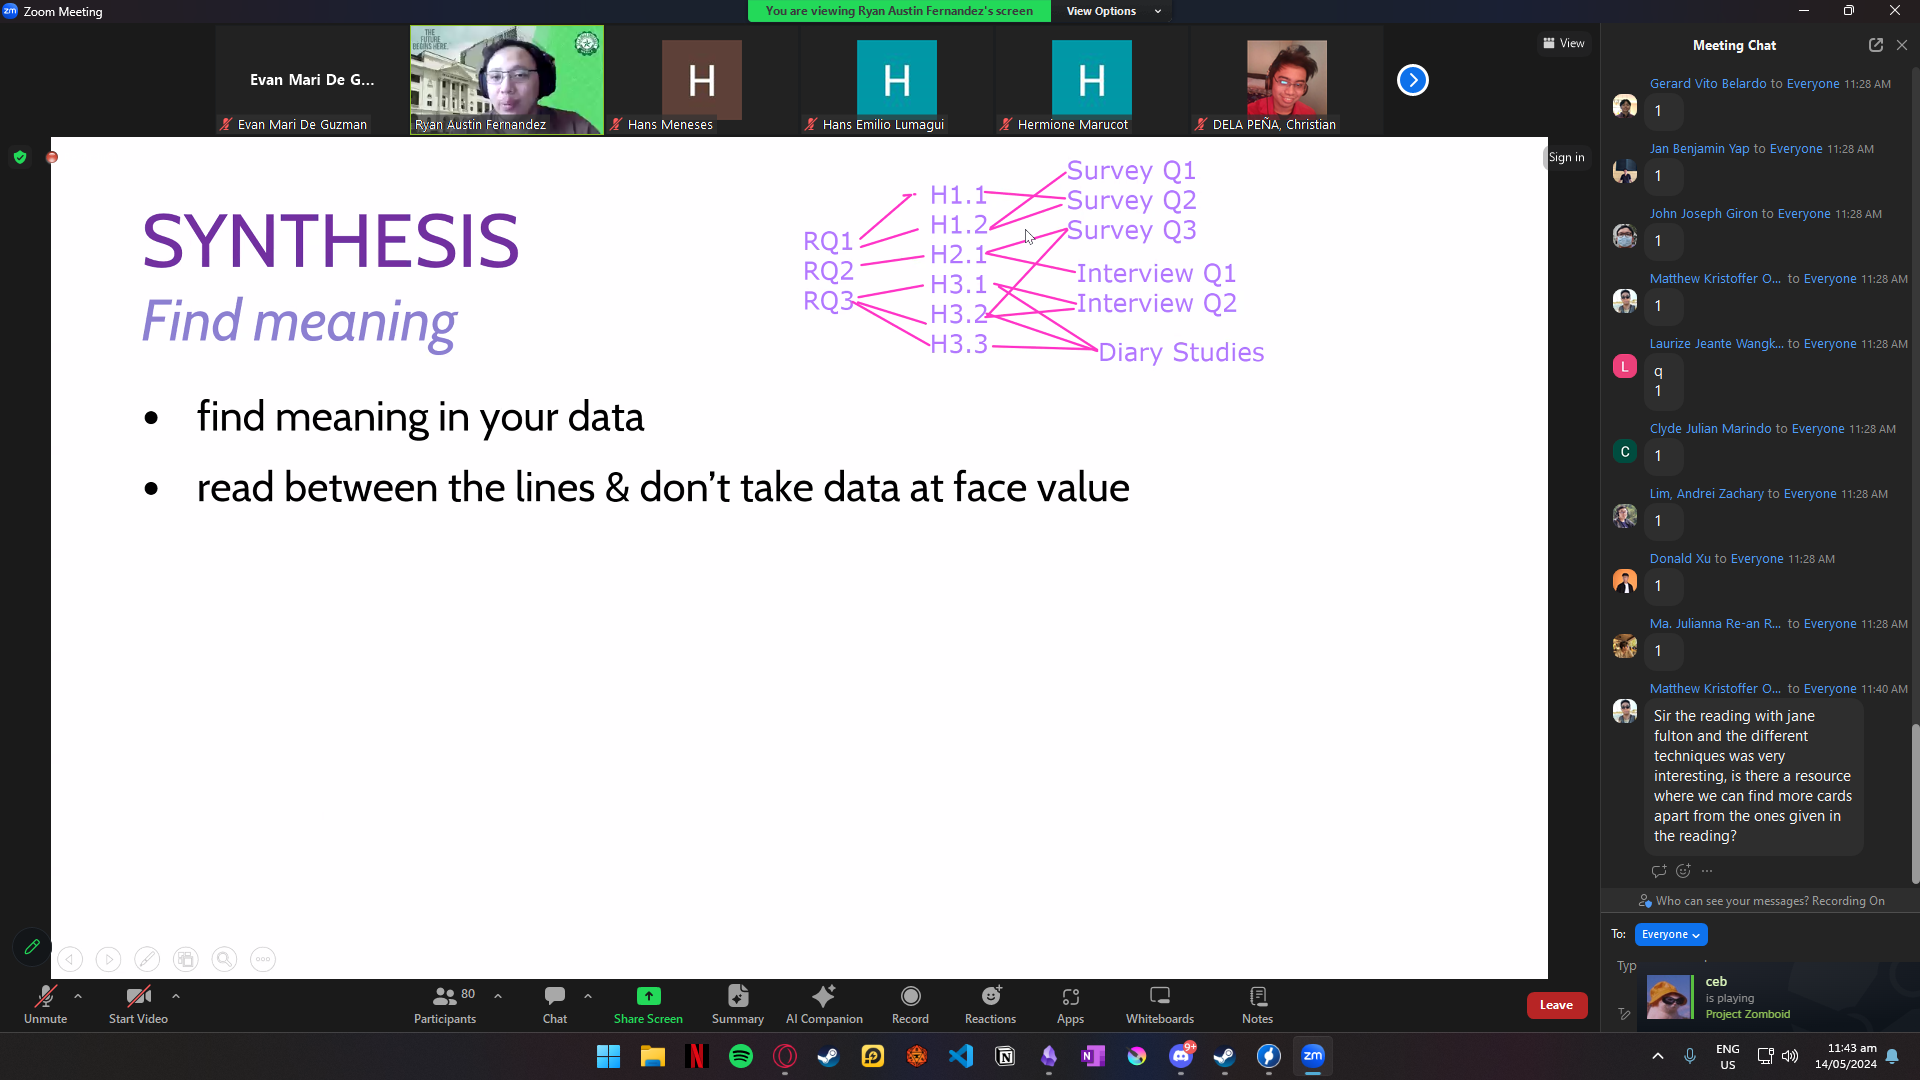 Zoom Meeting
You are viewing Ryan Austin Fernandez's screen
View Options
Evan Mari De G...
THE
FUTURE
BEGINS HERE.
H
H
H
Evan Mari De Guzman
Ryan Austin Fernandez
Hans Meneses
Hans Emilio Lumagui
Hermione Marucot
DELA PEÑA, Christian
View
Sign in
SYNTHESIS
Find meaning
RQ1
RQ2
RQ3
H1.1
H1.2
H2.1
H3.1
H3.2
H3.3
Survey Q1
Survey Q2
Survey Q3
Interview Q1
Interview Q2
Diary Studies
• find meaning in your data
• read between the lines & don't take data at face value
Meeting Chat
Gerard Vito Belardo to Everyone 11:28 AM
1
Jan Benjamin Yap to Everyone 11:28 AM
1
John Joseph Giron to Everyone 11:28 AM
1
Matthew Kristoffer O... to Everyone 11:28 AM
1
Laurize Jeante Wangk... to Everyone 11:28 AM
L
q
1
Clyde Julian Marindo to Everyone 11:28 AM
C
1
Lim, Andrei Zachary to Everyone 11:28 AM
1
Donald Xu to Everyone 11:28 AM
1
Ma. Julianna Re-an R... to Everyone 11:28 AM
1
Matthew Kristoffer O... to Everyone 11:40 AM
Sir the reading with jane
fulton and the different
techniques was very
interesting, is there a resource
where we can find more cards
apart from the ones given in
the reading?
Who can see your messages? Recording On
To: Everyone
Typ
ceb
is playing
Project Zomboid
Unmute
Start Video
80
Participants
Chat
Share Screen
Summary
AI Companion
Record
Reactions
Apps
Whiteboards
Notes
Leave
9+
zm
ENG
US
11:43 am
14/05/2024